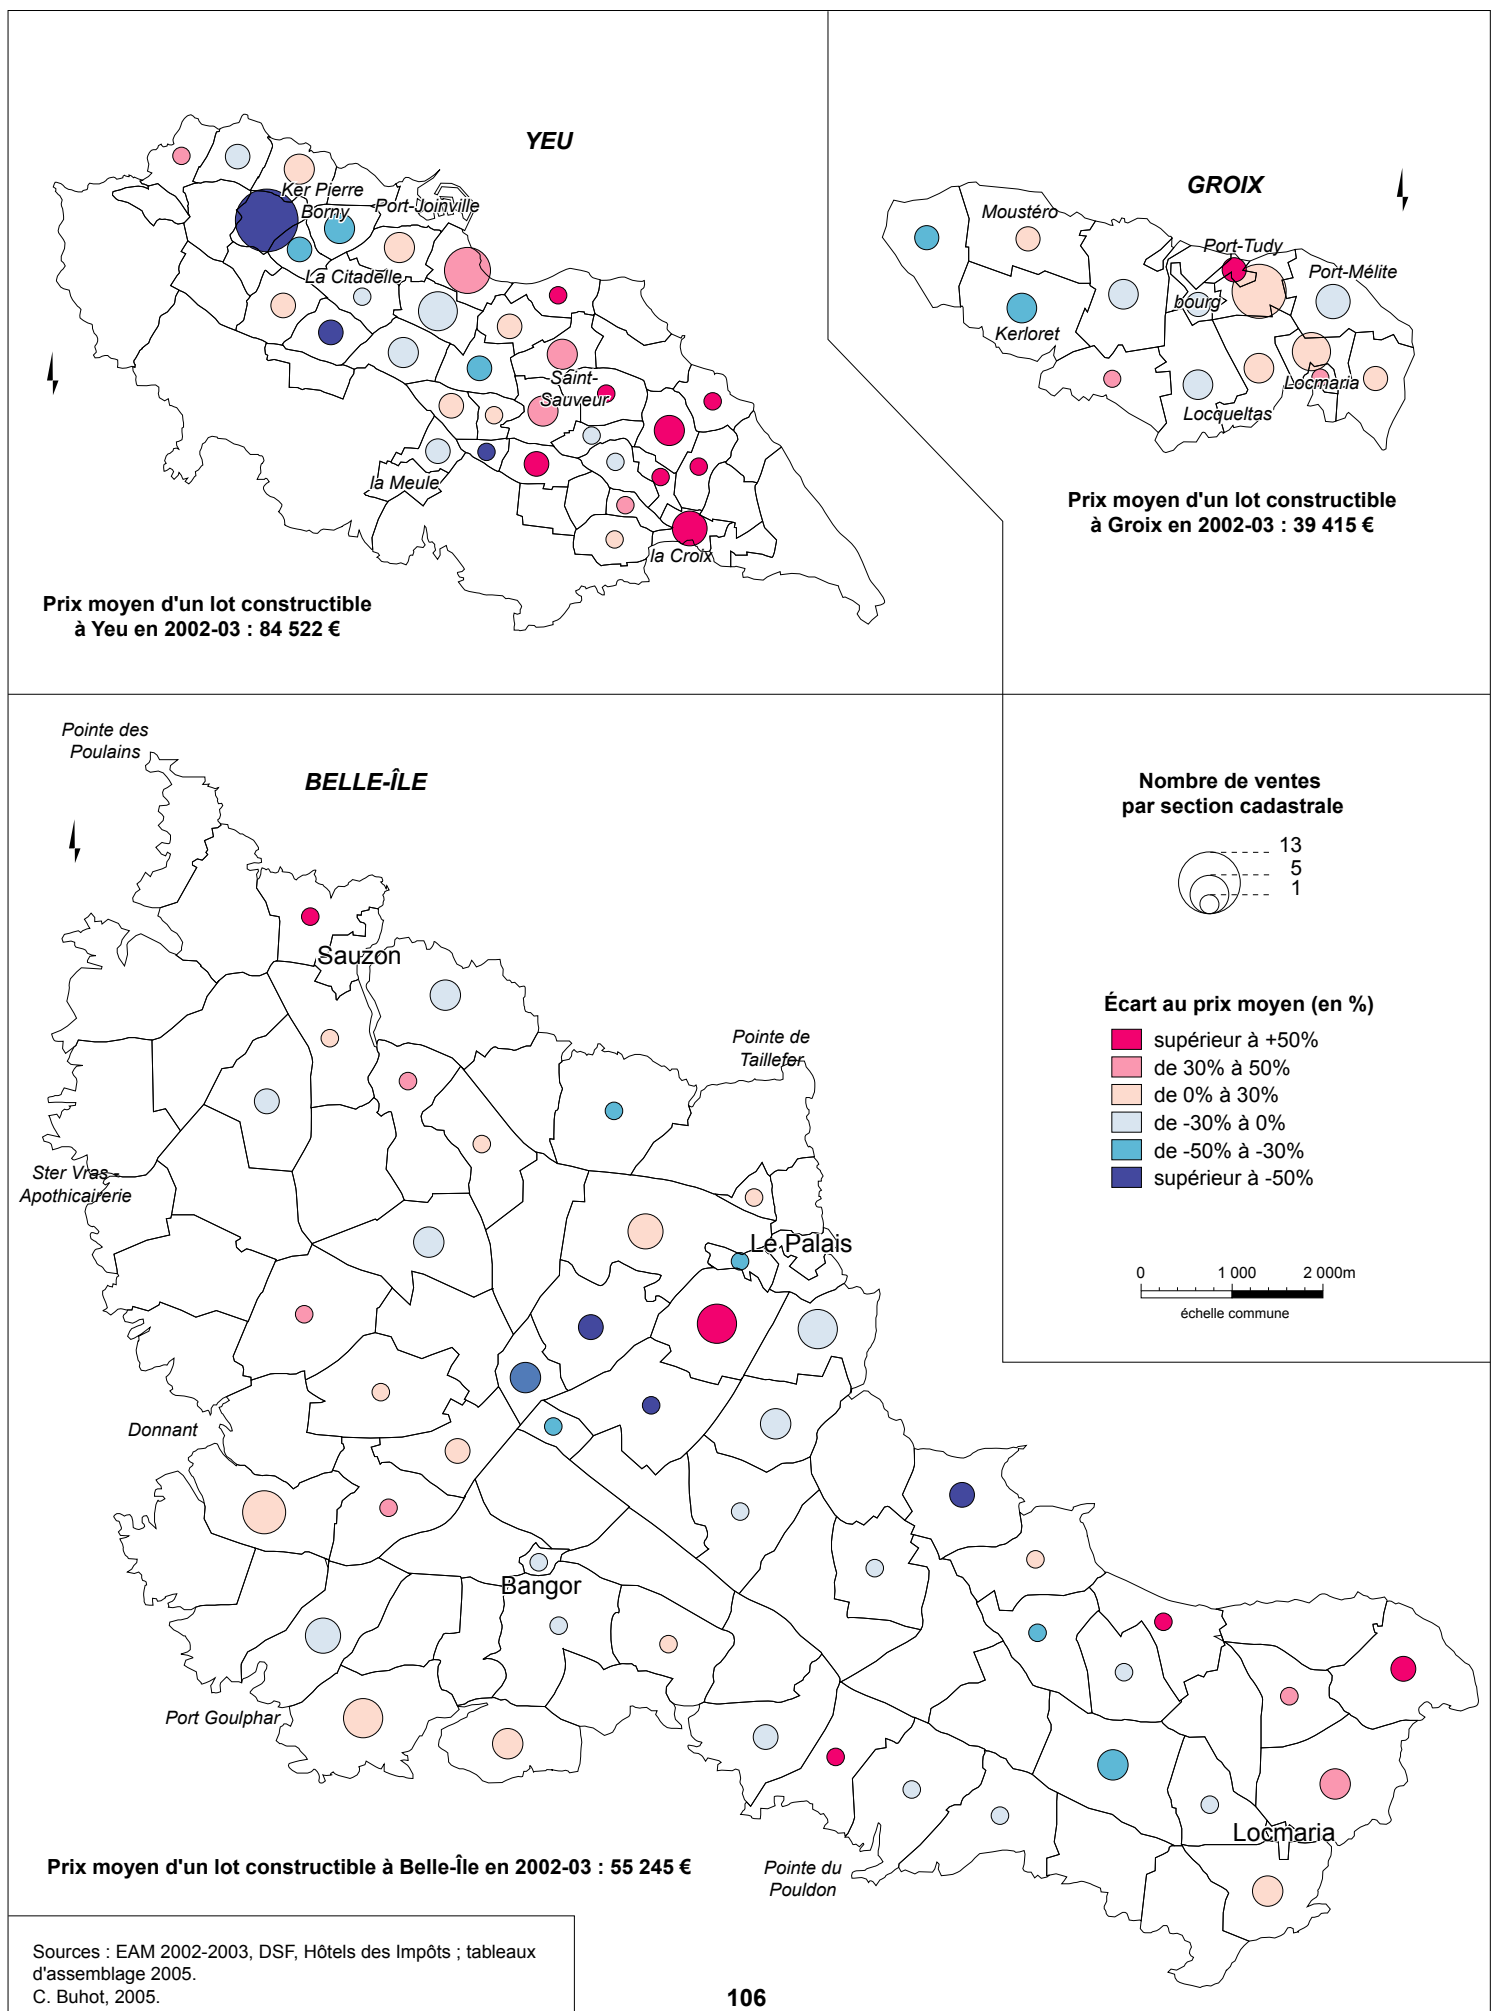 YEU
Ker Pierre
Borny
Port-Joinville
La Citadelle
Saint-
Sauveur
la Meule
la Croix
Prix moyen d'un lot constructible
à Yeu en 2002-03 : 84 522 €
GROIX
Moustéro
Port-Tudy
Port-Mélite
bourg
Kerloret
Locmaria
Locqueltas
Prix moyen d'un lot constructible
à Groix en 2002-03 : 39 415 €
Pointe des
Poulains
BELLE-ÎLE
Sauzon
Pointe de
Taillefer
Ster Vras -
Apothicairerie
Le Palais
Donnant
Bangor
Port Goulphar
Locmaria
Pointe du
Pouldon
Prix moyen d'un lot constructible à Belle-Île en 2002-03 : 55 245 €
Nombre de ventes
par section cadastrale
13
5
1
Écart au prix moyen (en %)
supérieur à +50%
de 30% à 50%
de 0% à 30%
de -30% à 0%
de -50% à -30%
supérieur à -50%
0 1 000 2 000m
échelle commune
Sources : EAM 2002-2003, DSF, Hôtels des Impôts ; tableaux
d'assemblage 2005.
C. Buhot, 2005.
106